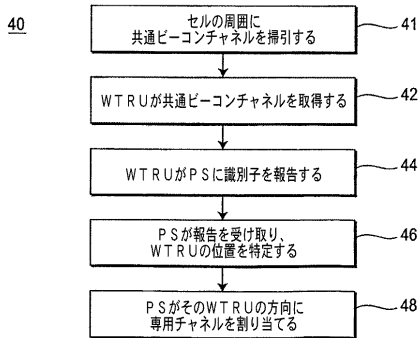 40
セルの周囲に
共通ビーコンチャネルを掃引する
41
WTRUが共通ビーコンチャネルを取得する
42
WTRUがPSに識別子を報告する
44
PSが報告を受け取り、
WTRUの位置を特定する
46
PSがそのWTRUの方向に
専用チャネルを割り当てる
48